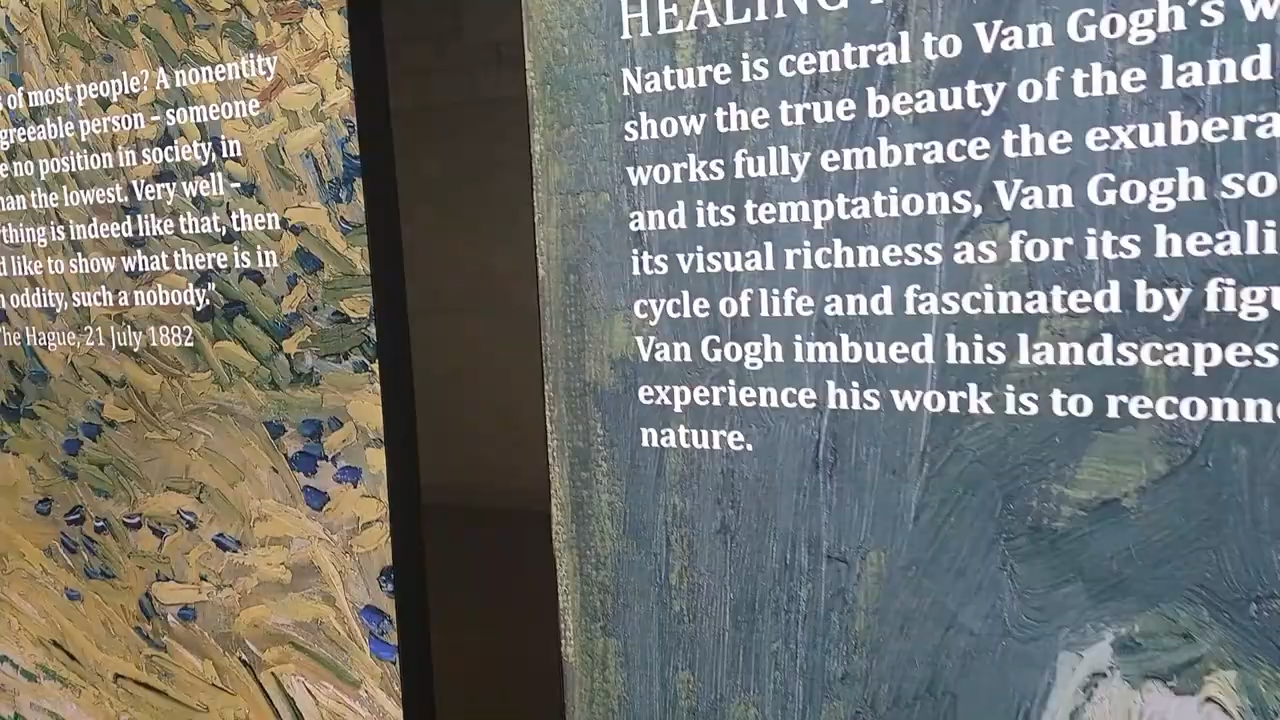 of most people? A nonentity
greeable person – someone
no position in society, in
han the lowest. Very well –
thing is indeed like that, then
like to show what there is in
oddity, such a nobody."
The Hague, 21 July 1882
HEALING
Nature is central to Van Gogh's w
show the true beauty of the land
works fully embrace the exubera
and its temptations, Van Gogh so
its visual richness as for its heali
cycle of life and fascinated by figu
Van Gogh imbued his landscapes
experience his work is to reconne
nature.